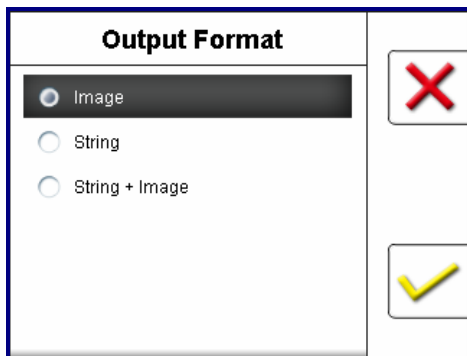 Output Format
Image
String
String + Image